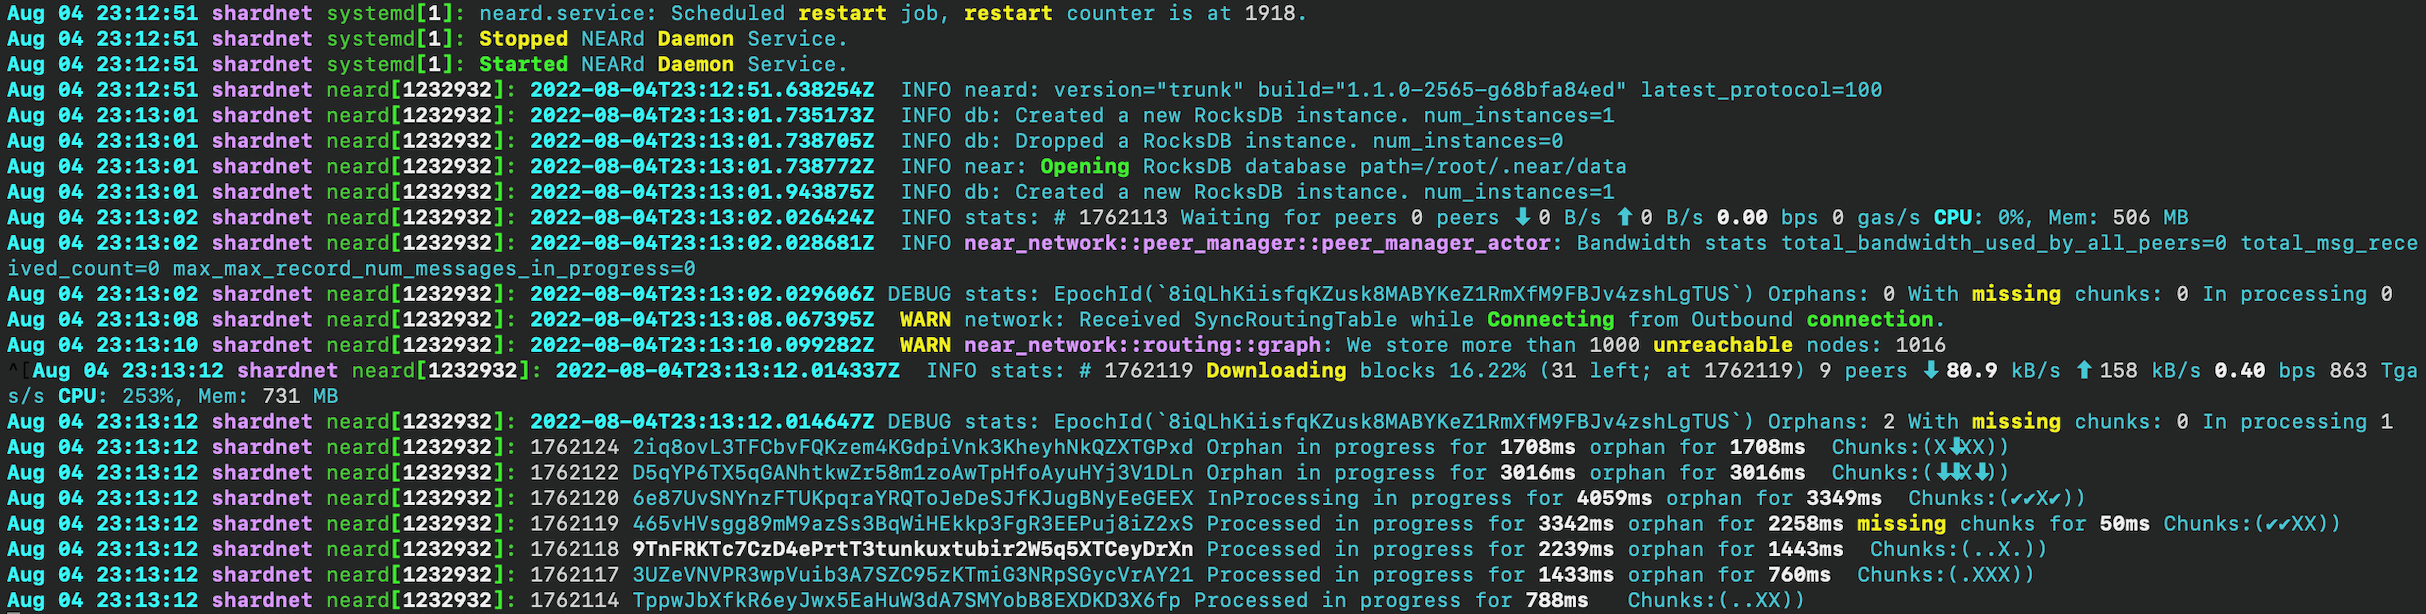 Aug 04 23:12:51 shardnet systemd[1]: neard.service: Scheduled restart job, restart counter is at 1918.
Aug 04 23:12:51 shardnet systemd[1]: Stopped NEARd Daemon Service.
Aug 04 23:12:51 shardnet systemd[1]: Started NEARd Daemon Service.
Aug 04 23:12:51 shardnet neard[1232932]: 2022-08-04T23:12:51.638254Z  INFO neard: version="trunk" build="1.1.0-2565-g68bfa84ed" latest_protocol=100
Aug 04 23:13:01 shardnet neard[1232932]: 2022-08-04T23:13:01.735173Z  INFO db: Created a new RocksDB instance. num_instances=1
Aug 04 23:13:01 shardnet neard[1232932]: 2022-08-04T23:13:01.738705Z  INFO db: Dropped a RocksDB instance. num_instances=0
Aug 04 23:13:01 shardnet neard[1232932]: 2022-08-04T23:13:01.738772Z  INFO near: Opening RocksDB database path=/root/.near/data
Aug 04 23:13:01 shardnet neard[1232932]: 2022-08-04T23:13:01.943875Z  INFO db: Created a new RocksDB instance. num_instances=1
Aug 04 23:13:02 shardnet neard[1232932]: 2022-08-04T23:13:02.026424Z  INFO stats: # 1762113 Waiting for peers 0 peers ⬇ 0 B/s ⬆ 0 B/s 0.00 bps 0 gas/s CPU: 0%, Mem: 506 MB
Aug 04 23:13:02 shardnet neard[1232932]: 2022-08-04T23:13:02.028681Z  INFO near_network::peer_manager::peer_manager_actor: Bandwidth stats total_bandwidth_used_by_all_peers=0 total_msg_rece
ived_count=0 max_max_record_num_messages_in_progress=0
Aug 04 23:13:02 shardnet neard[1232932]: 2022-08-04T23:13:02.029606Z DEBUG stats: EpochId(`8iQLhKiisfqKZusk8MABYKeZ1RmXfM9FBJv4zshLgTUS`) Orphans: 0 With missing chunks: 0 In processing 0
Aug 04 23:13:08 shardnet neard[1232932]: 2022-08-04T23:13:08.067395Z  WARN network: Received SyncRoutingTable while Connecting from Outbound connection.
Aug 04 23:13:10 shardnet neard[1232932]: 2022-08-04T23:13:10.099282Z  WARN near_network::routing::graph: We store more than 1000 unreachable nodes: 1016
^[Aug 04 23:13:12 shardnet neard[1232932]: 2022-08-04T23:13:12.014337Z  INFO stats: # 1762119 Downloading blocks 16.22% (31 left; at 1762119) 9 peers ⬇ 80.9 kB/s ⬆ 158 kB/s 0.40 bps 863 Tga
s/s CPU: 253%, Mem: 731 MB
Aug 04 23:13:12 shardnet neard[1232932]: 2022-08-04T23:13:12.014647Z DEBUG stats: EpochId(`8iQLhKiisfqKZusk8MABYKeZ1RmXfM9FBJv4zshLgTUS`) Orphans: 2 With missing chunks: 0 In processing 1
Aug 04 23:13:12 shardnet neard[1232932]: 1762124 2iq8ovL3TFCbvFQKzem4KGdpiVnk3KheyhNkQZXTGPxd Orphan in progress for 1708ms orphan for 1708ms  Chunks:(X⬇XX))
Aug 04 23:13:12 shardnet neard[1232932]: 1762122 D5qYP6TX5qGANhtkwZr58m1zoAwTpHfoAyuHYj3V1DLn Orphan in progress for 3016ms orphan for 3016ms  Chunks:(⬇⬇X⬇))
Aug 04 23:13:12 shardnet neard[1232932]: 1762120 6e87UvSNYnzFTUKpqraYRQToJeDeSJfKJugBNyEeGEEX InProcessing in progress for 4059ms orphan for 3349ms  Chunks:(✔✔X✔))
Aug 04 23:13:12 shardnet neard[1232932]: 1762119 465vHVsgg89mM9azSs3BqWiHEkkp3FgR3EEPuj8iZ2xS Processed in progress for 3342ms orphan for 2258ms missing chunks for 50ms Chunks:(✔✔XX))
Aug 04 23:13:12 shardnet neard[1232932]: 1762118 9TnFRKTc7CzD4ePrtT3tunkuxtubir2W5q5XTCeyDrXn Processed in progress for 2239ms orphan for 1443ms  Chunks:(..X.))
Aug 04 23:13:12 shardnet neard[1232932]: 1762117 3UZeVNVPR3wpVuib3A7SZC95zKTmiG3NRpSGycVrAY21 Processed in progress for 1433ms orphan for 760ms  Chunks:(.XXX))
Aug 04 23:13:12 shardnet neard[1232932]: 1762114 TppwJbXfkR6eyJwx5EaHuW3dA7SMYobB8EXDKD3X6fp Processed in progress for 788ms   Chunks:(..XX))